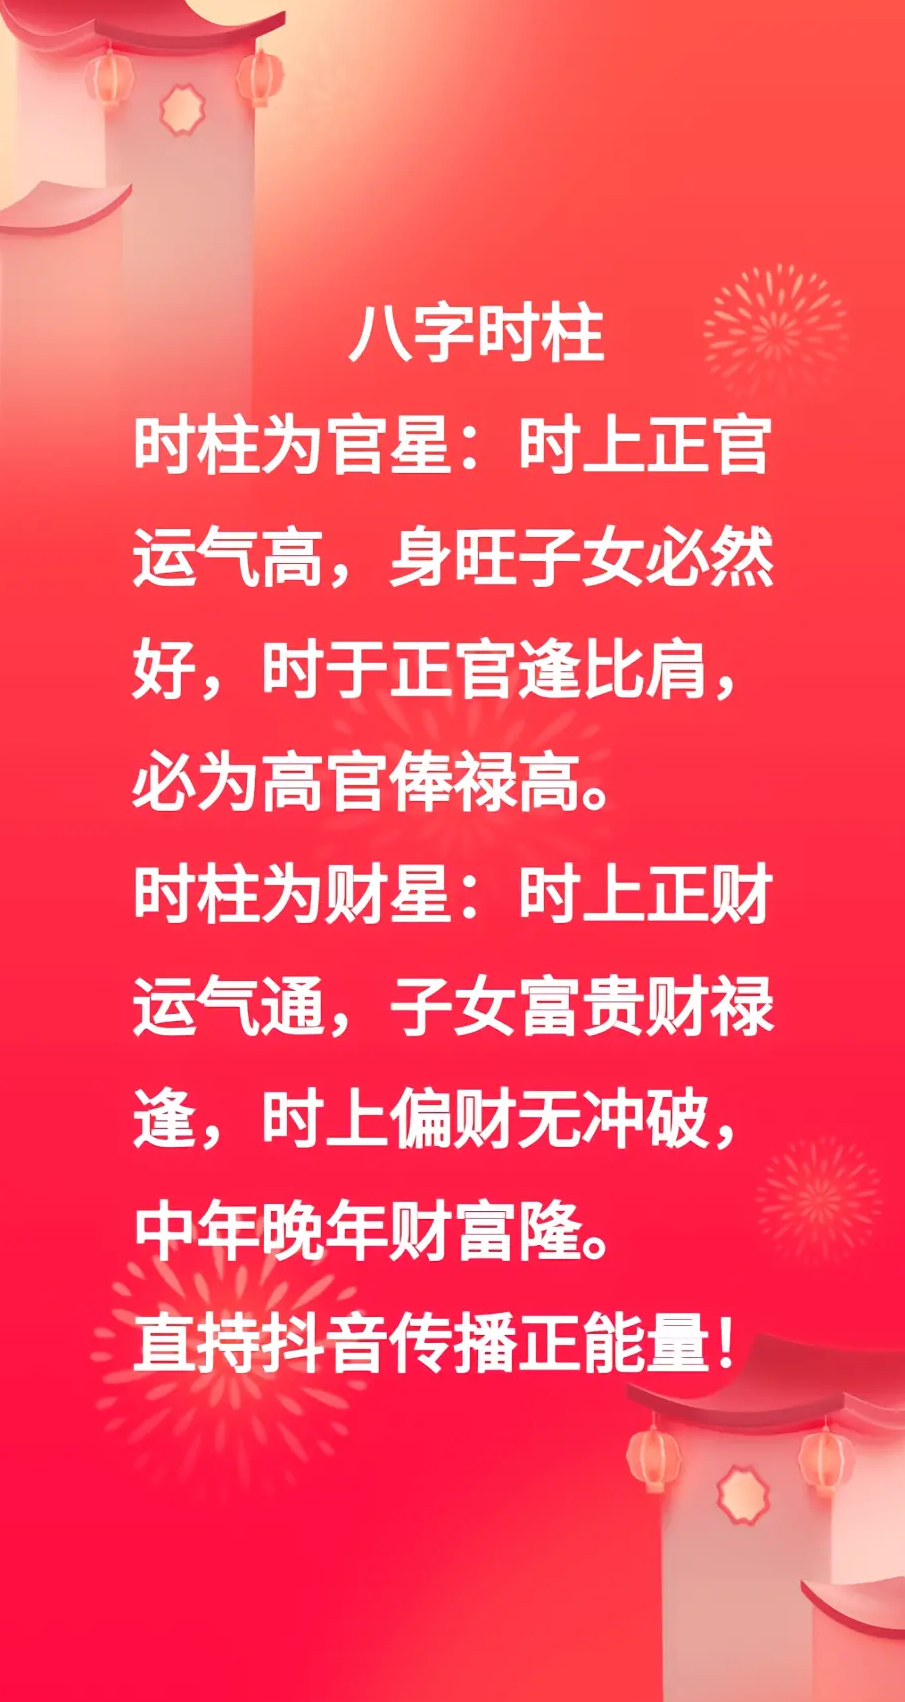 八字时柱
时柱为官星：时上正官
运气高，身旺子女必然
好，时于正官逢比肩，
必为高官俸禄高。
时柱为财星：时上正财
运气通，子女富贵财禄
逢，时上偏财无冲破，
中年晚年财富隆。
直持抖音传播正能量！